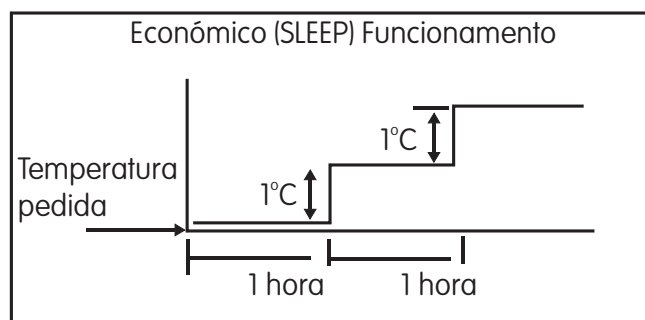 Económico (SLEEP) Funcionamento
1°C
Temperatura
pedida
1°C
1 hora
1 hora